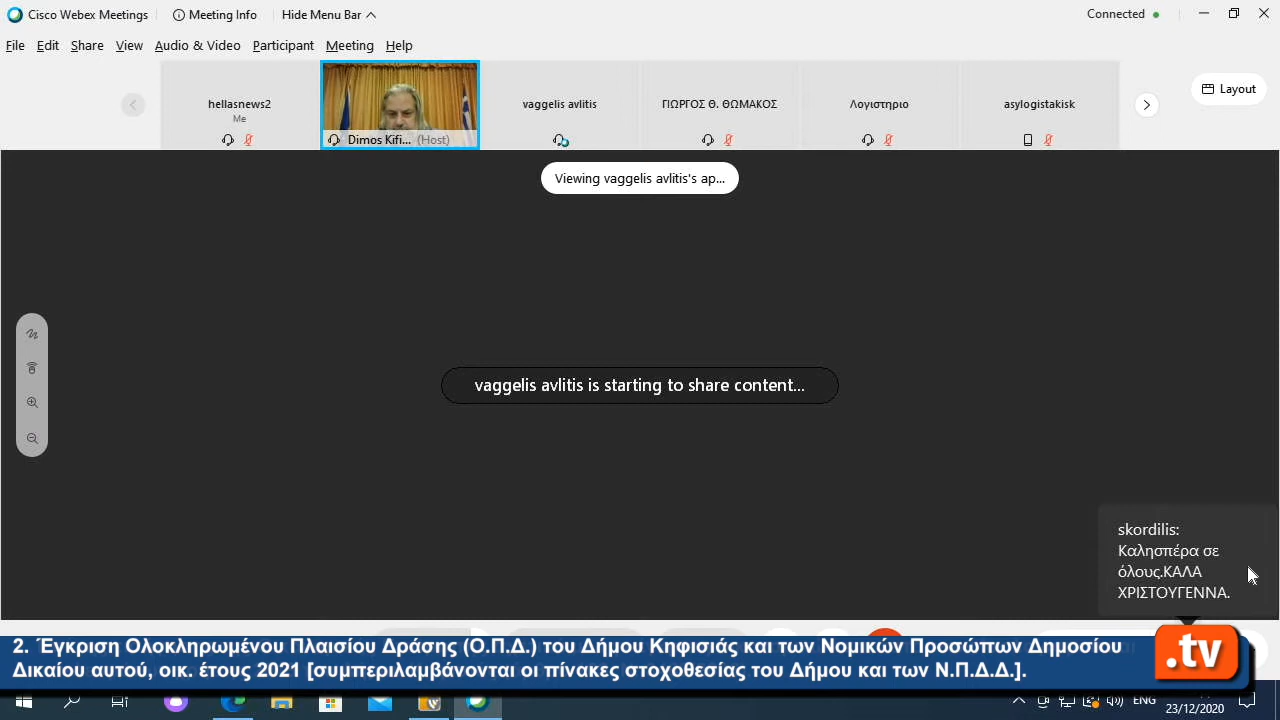 Cisco Webex Meetings
Meeting Info
Hide Menu Bar
Connected
File Edit Share View Audio & Video Participant Meeting Help
hellasnews2
Me
Dimos Kifi... (Host)
vaggelis avlitis
ΓΙΩΡΓΟΣ Θ. ΘΩΜΑΚΟΣ
Λογιστηριο
asylogistakisk
Layout
Viewing vaggelis avlitis's ap...
vaggelis avlitis is starting to share content...
skordilis:
Καλησπέρα σε
όλους.ΚΑΛΑ
ΧΡΙΣΤΟΥΓΕΝΝΑ.
2. Έγκριση Ολοκληρωμένου Πλαισίου Δράσης (Ο.Π.Δ.) του Δήμου Κηφισιάς και των Νομικών Προσώπων Δημοσίου
Δικαίου αυτού, οικ. έτους 2021 [συμπεριλαμβάνονται οι πίνακες στοχοθεσίας του Δήμου και των Ν.Π.Δ.Δ.].
.tv
ENG
23/12/2020